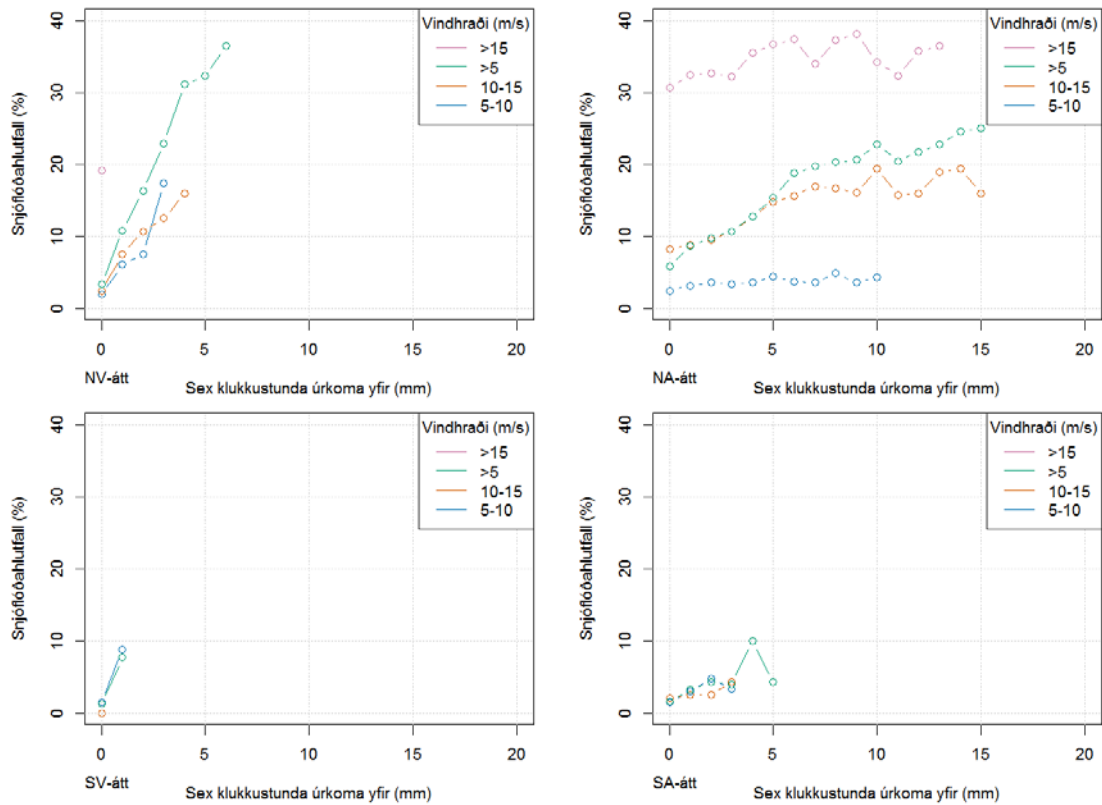 Vindhraði (m/s)
>15
>5
10-15
5-10
Snjóflóðahlutfall (%)
0 10 20 30 40
0 5 10 15 20
NV-átt
Sex klukkustunda úrkoma yfir (mm)
Vindhraði (m/s)
>15
>5
10-15
5-10
Snjóflóðahlutfall (%)
0 10 20 30 40
0 5 10 15 20
NA-átt
Sex klukkustunda úrkoma yfir (mm)
Vindhraði (m/s)
>15
>5
10-15
5-10
Snjóflóðahlutfall (%)
0 10 20 30 40
0 5 10 15 20
SV-átt
Sex klukkustunda úrkoma yfir (mm)
Vindhraði (m/s)
>15
>5
10-15
5-10
Snjóflóðahlutfall (%)
0 10 20 30 40
0 5 10 15 20
SA-átt
Sex klukkustunda úrkoma yfir (mm)